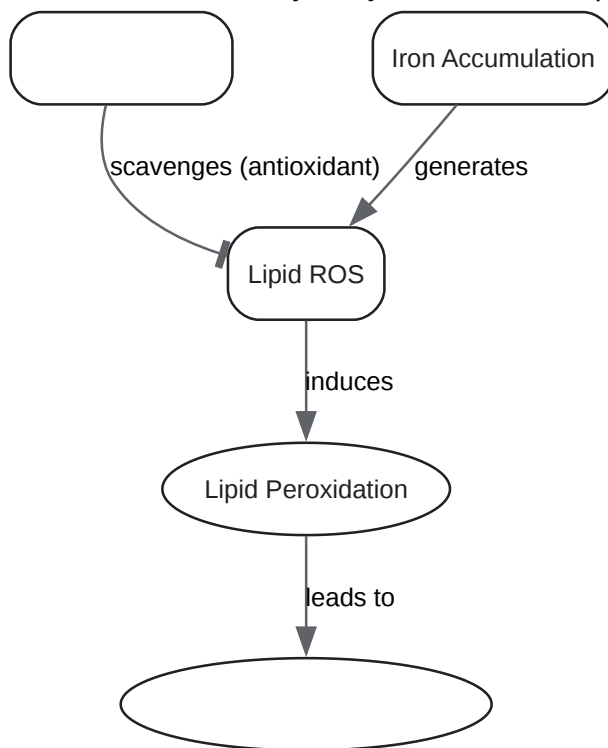 Iron Accumulation
scavenges (antioxidant)
generates
Lipid ROS
induces
Lipid Peroxidation
leads to